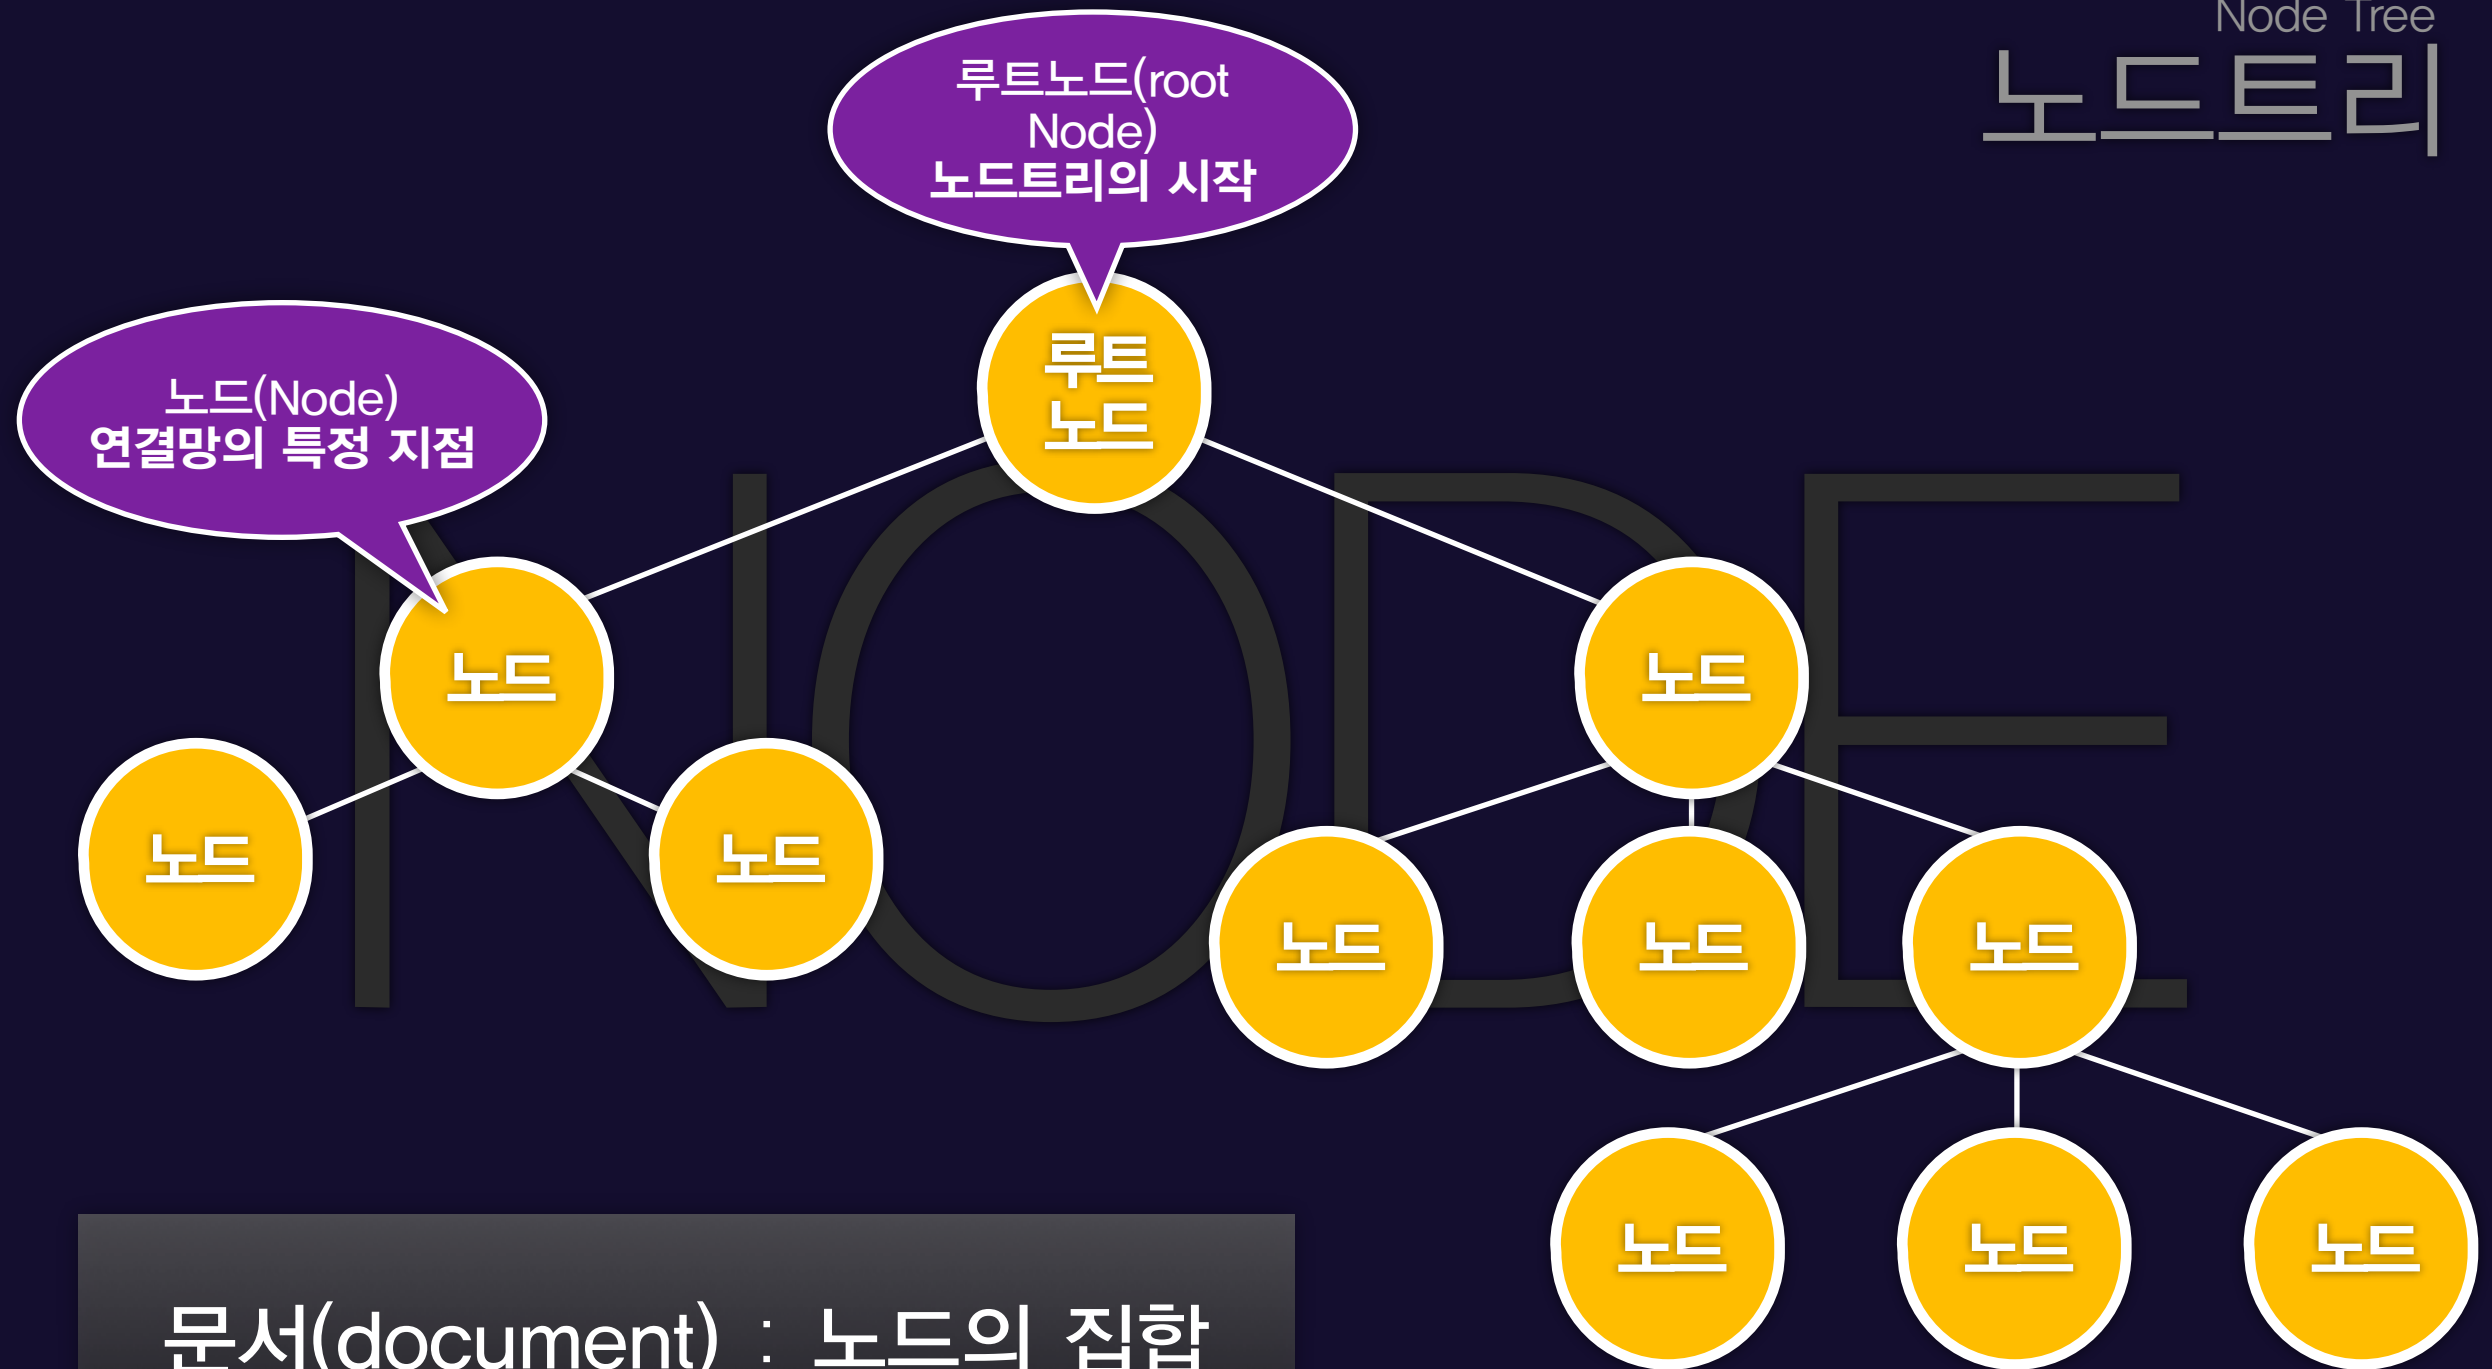 Node Tree
노드트리
루트노드(root
Node)
노드트리의 시작
노드(Node)
연결망의 특정 지점
루트
노드
노드
노드
노드
노드
노드
노드
노드
노드
노드
노드
NODE
문서(document) : 노드의 집합